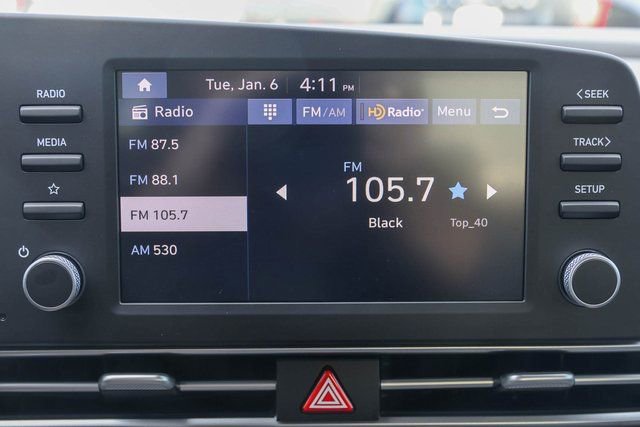 RADIO
MEDIA
Tue, Jan. 6 4:11 PM
Radio FM/AM HD Radio Menu
FM 87.5
FM 88.1
FM 105.7
AM 530
FM
105.7
Black Top_40
<SEEK
TRACK>
SETUP